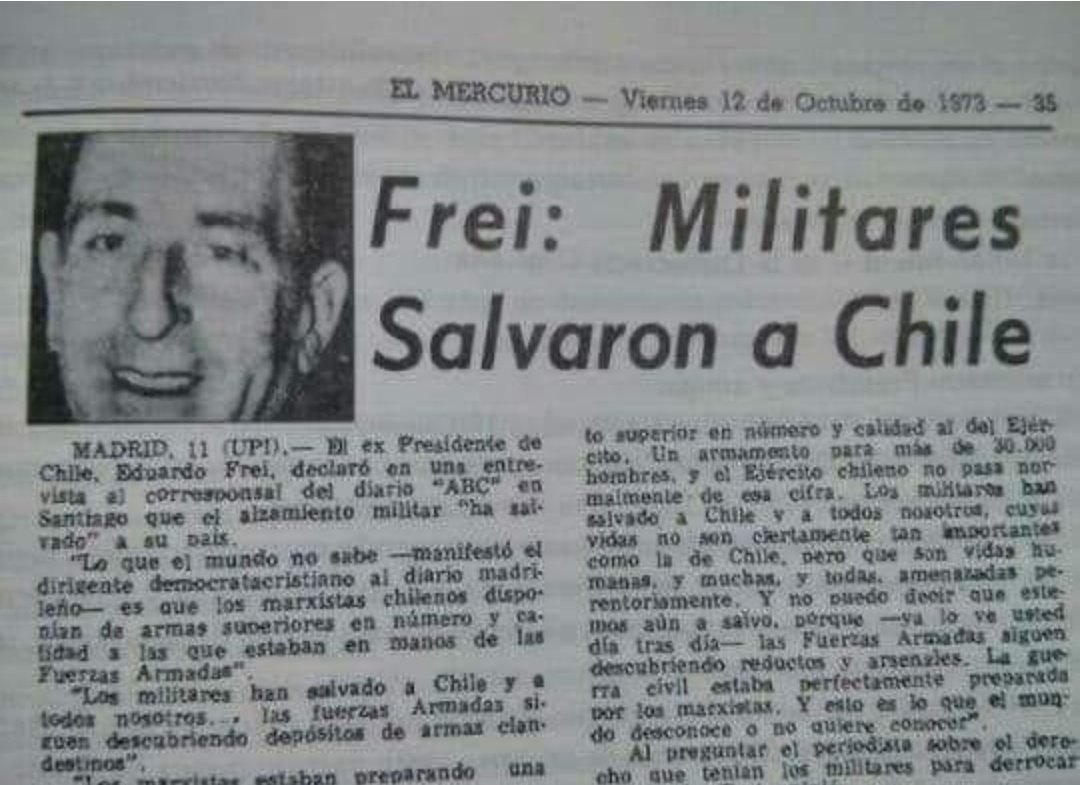 EL MERCURIO — Viernes 12 de Octubre de 1973 — 35
Frei: Militares
Salvaron a Chile
MADRID, 11 (UPI).— El ex Presidente de
Chile, Eduardo Frei, declaró en una entre-
vista al corresponsal del diario "ABC" en
Santiago que el alzamiento militar "ha sal-
vado" a su país.
"Lo que el mundo no sabe —manifestó el
dirigente democratacristiano al diario madri-
leño— es que los marxistas chilenos dispo-
nían de armas superiores en número y ca-
lidad a las que estaban en manos de las
Fuerzas Armadas".
"Los militares han salvado a Chile y a
todos nosotros..., las fuerzas Armadas si-
guen descubriendo depósitos de armas clan-
destinos".
"Los marxistas estaban preparando una
to superior en número y calidad al del Ejér-
cito. Un armamento para más de 30.000
hombres, y el Ejército chileno no pasa nor-
malmente de esa cifra. Los militares han
salvado a Chile y a todos nosotros, cuyas
vidas no son ciertamente tan importantes
como la de Chile, pero que son vidas hu-
manas, y muchas, y todas, amenazadas pe-
rentoriamente. Y no puedo decir que este-
mos aún a salvo, porque —ya lo ve usted
día tras día— las Fuerzas Armadas siguen
descubriendo reductos y arsenales. La gue-
rra civil estaba perfectamente preparada
por los marxistas. Y esto es lo que el mun-
do desconoce o no quiere conocer".
Al preguntar el periodista sobre el dere-
cho que tenían los militares para derrocar